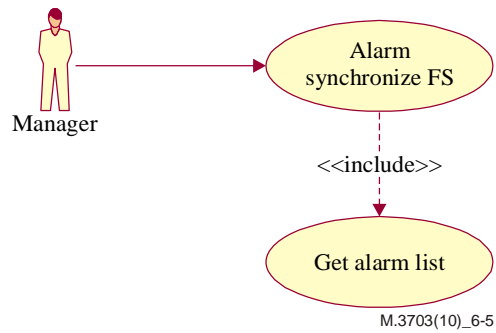 Alarm
synchronize FS
Manager
<<include>>
Get alarm list
M.3703(10)_6-5